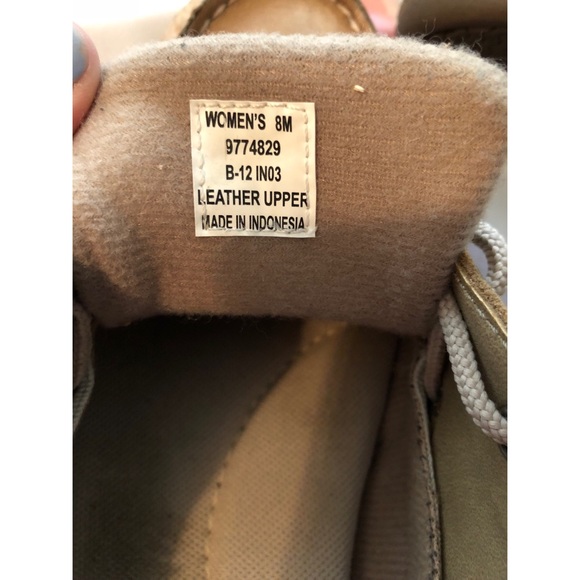 WOMEN'S 8M
9774829
B-12 IN03
LEATHER UPPER
MADE IN INDONESIA